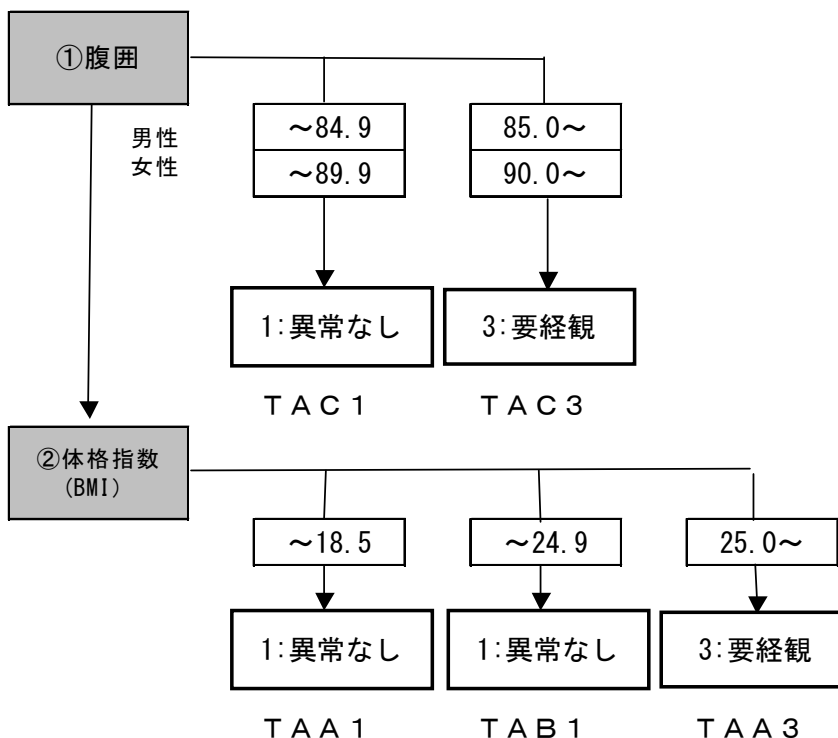 ①腹囲
男性
女性
～84.9
85.0～
～89.9
90.0～
1:異常なし
3:要経観
ＴＡＣ１
ＴＡＣ３
②体格指数
(BMI)
～18.5
～24.9
25.0～
1:異常なし
1:異常なし
3:要経観
ＴＡＡ１
ＴＡＢ１
ＴＡＡ３